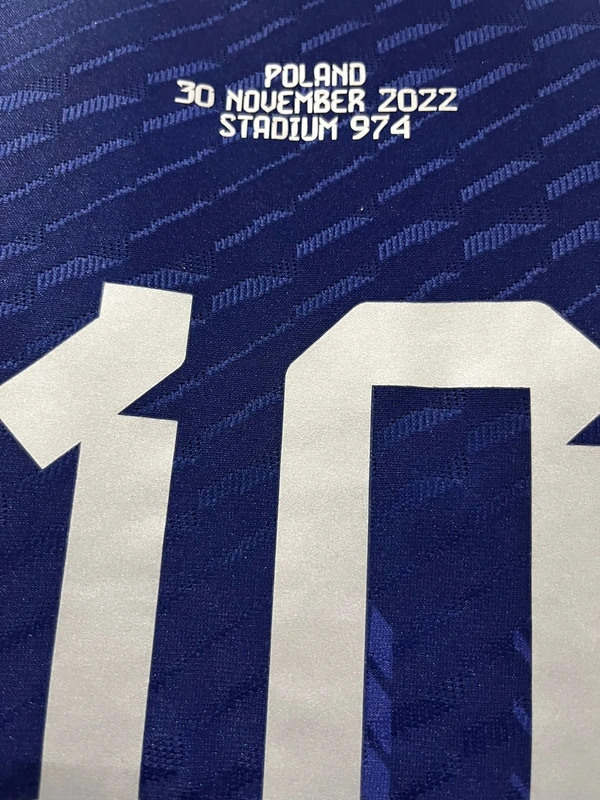 POLAND
30 NOVEMBER 2022
STADIUM 974
10